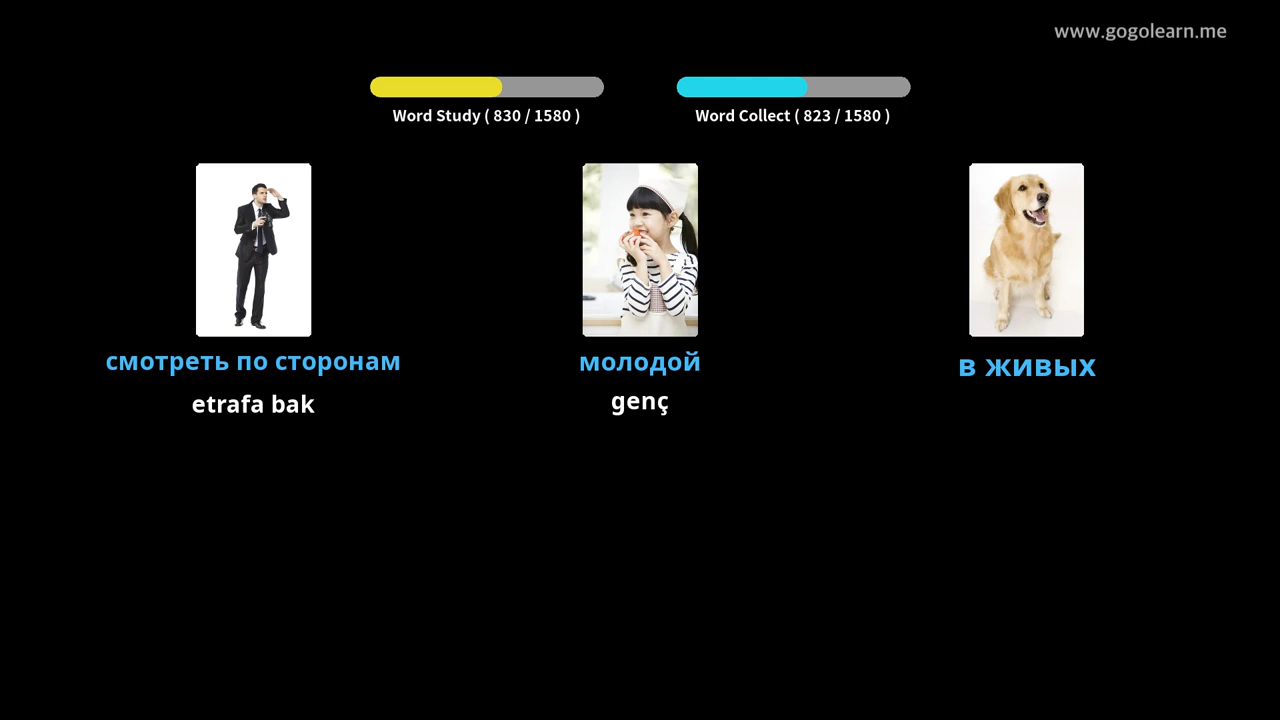 www.gogolearn.me
Word Study ( 830 / 1580 )
Word Collect ( 823 / 1580 )
смотреть по сторонам
молодой
в живых
etrafa bak
genç